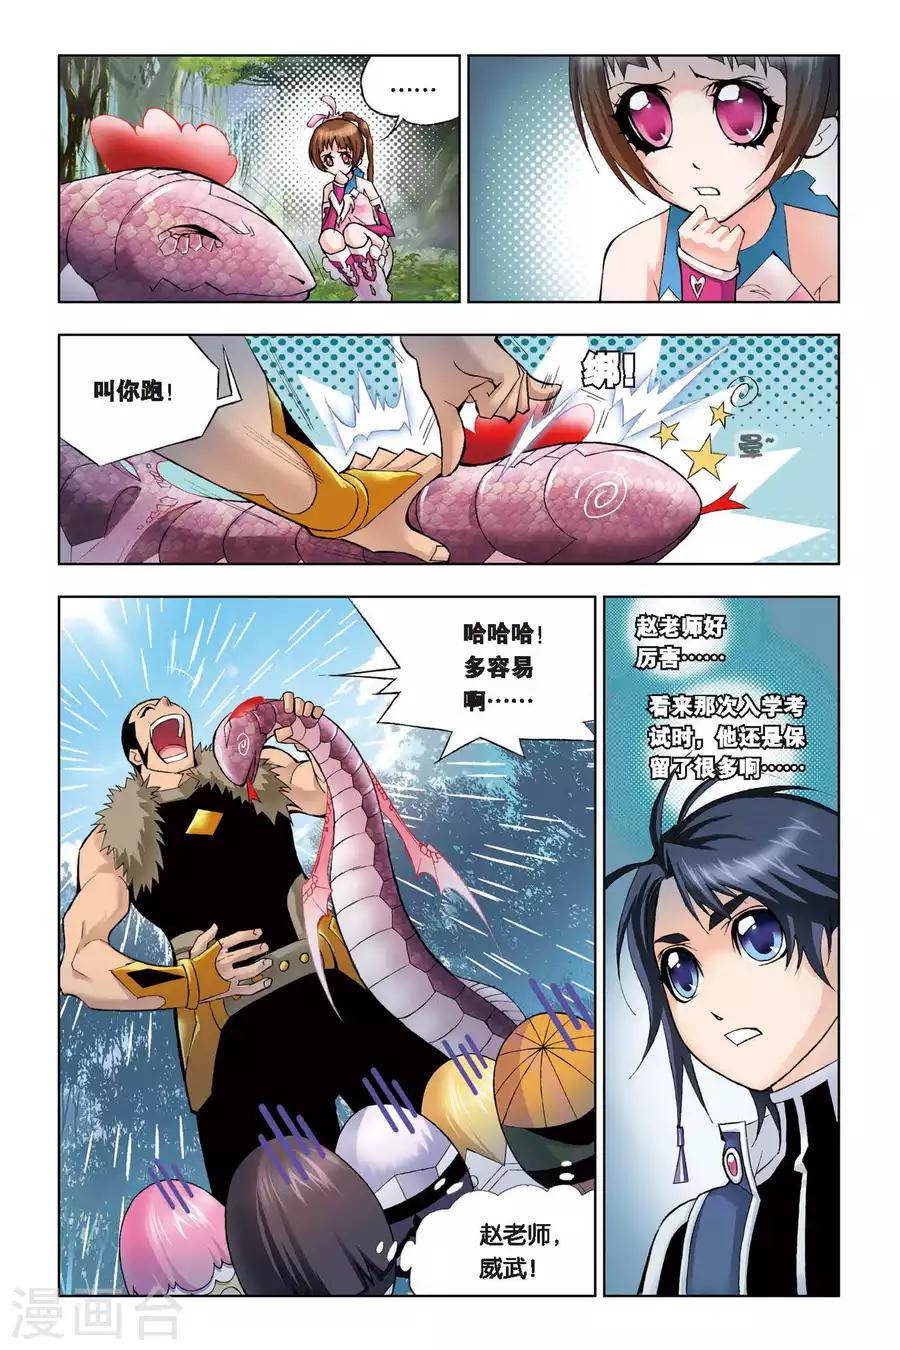 ……
叫你跑！
绑！
晕~
哈哈哈！
多容易
啊……
赵老师好
厉害……
看来那次入学考
试时，他还是保
留了很多啊……
赵老师，
威武！
漫画台